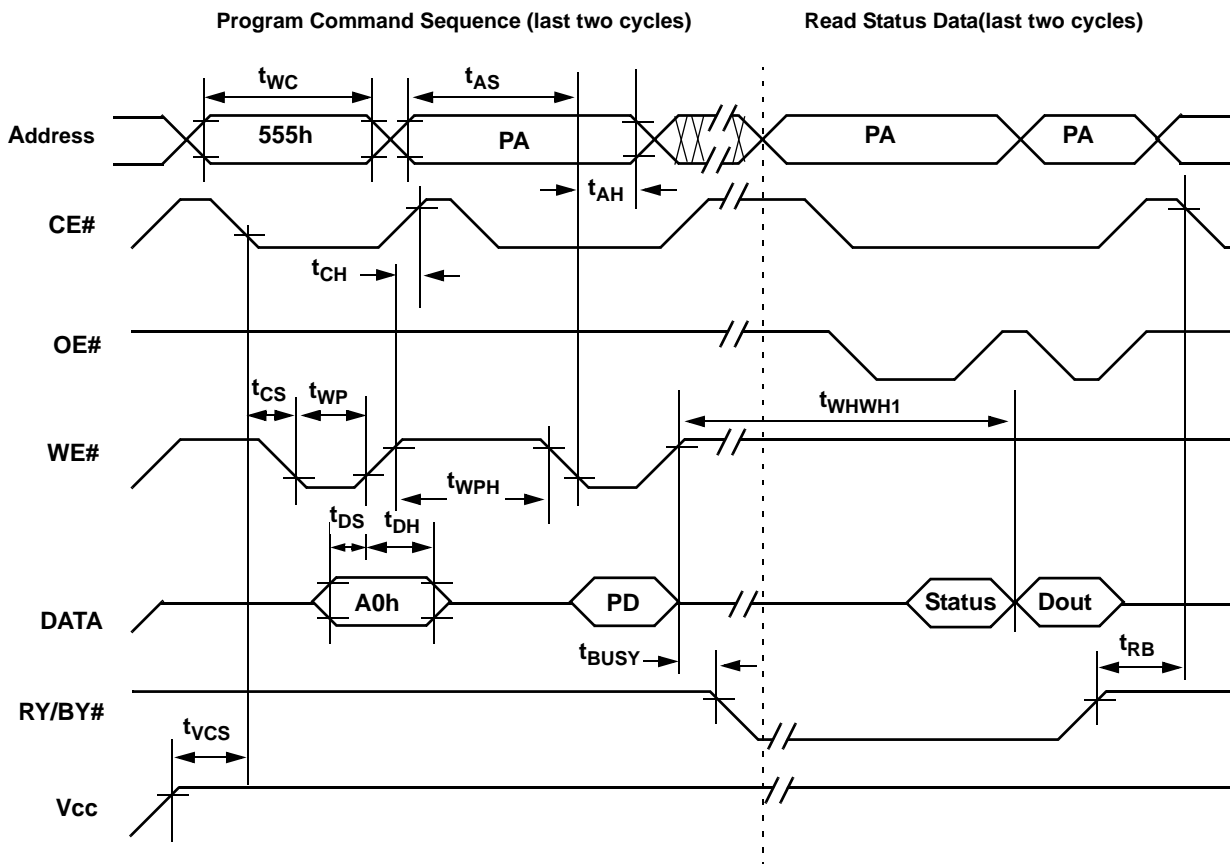 Program Command Sequence (last two cycles)
Read Status Data(last two cycles)
tWC
tAS
Address
555h
PA
PA
PA
tAH
CE#
tCH
OE#
tCS
tWP
tWHWH1
WE#
tWPH
tDS
tDH
A0h
PD
Status
Dout
DATA
tBUSY
tRB
RY/BY#
tVCS
Vcc